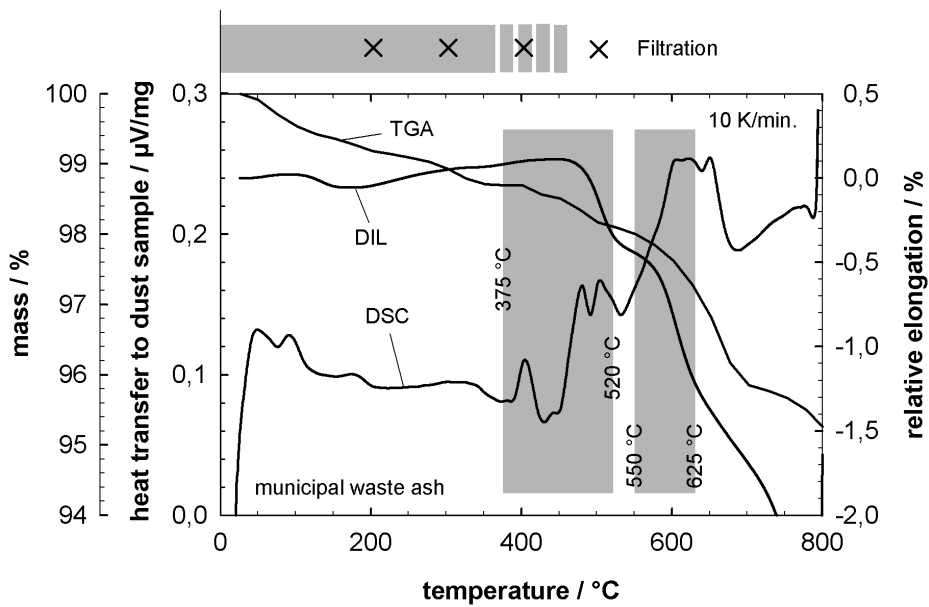 Filtration
100
99
98
97
96
95
94
mass / %
0,3
0,2
0,1
0,0
heat transfer to dust sample / µV/mg
10 K/min.
TGA
DIL
DSC
375 °C
520 °C
550 °C
625 °C
municipal waste ash
0,5
0,0
-0,5
-1,0
-1,5
-2,0
relative elongation / %
0
200
400
600
800
temperature / °C